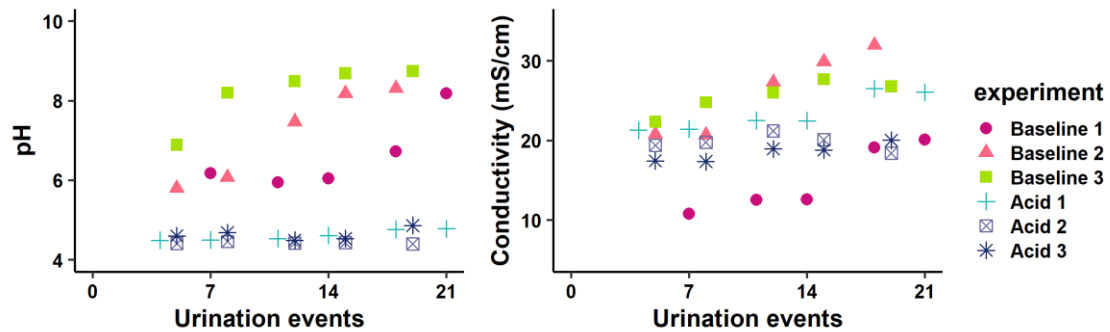 10
8
6
4
pH
0 7 14 21
Urination events
30
20
10
Conductivity (mS/cm)
0 7 14 21
Urination events
experiment
Baseline 1
Baseline 2
Baseline 3
Acid 1
Acid 2
Acid 3